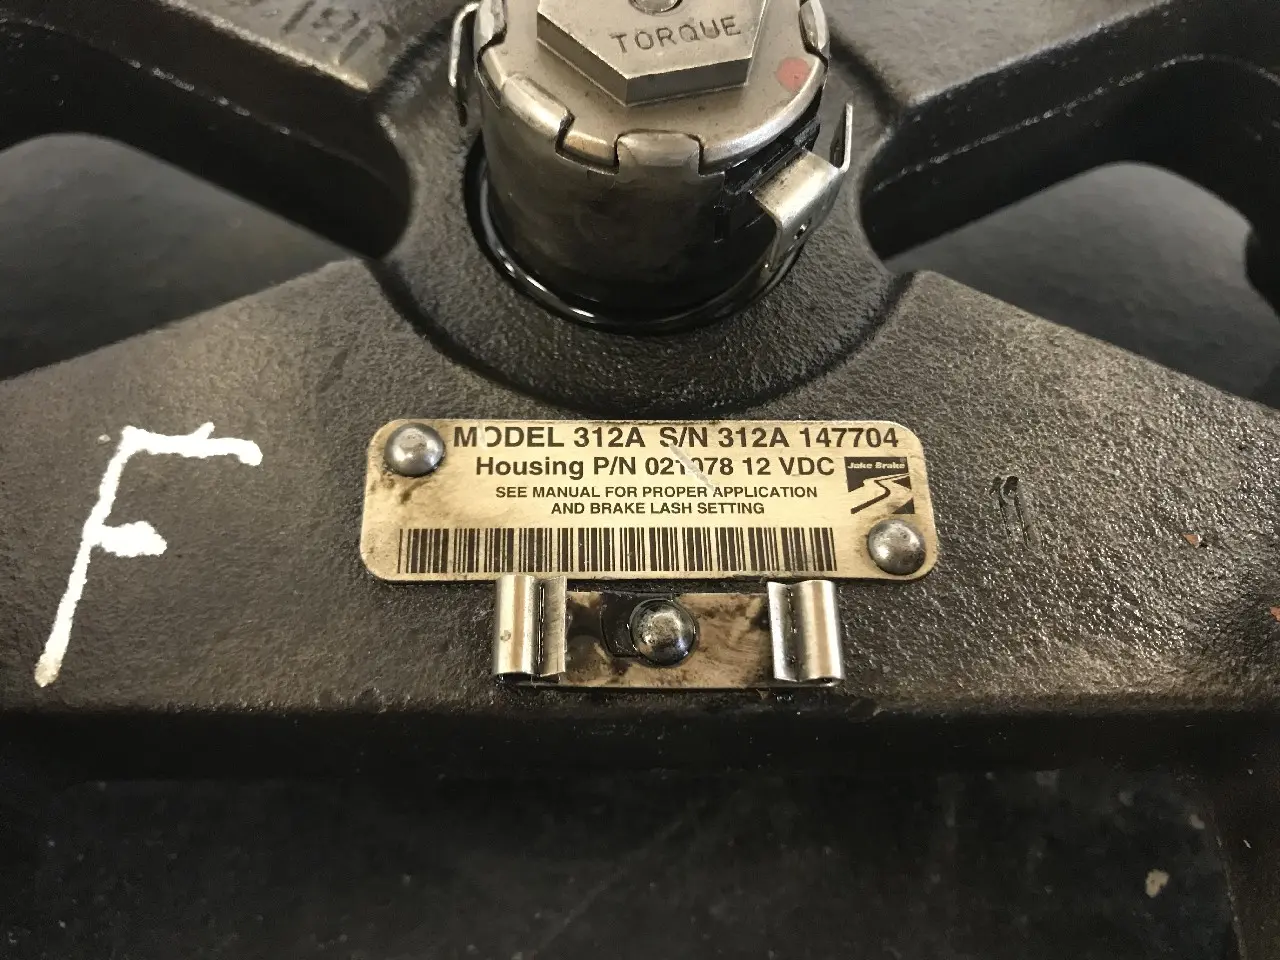 TORQUE
MODEL 312A S/N 312A 147704
Housing P/N 021078 12 VDC
Jake Brake
SEE MANUAL FOR PROPER APPLICATION
AND BRAKE LASH SETTING
F